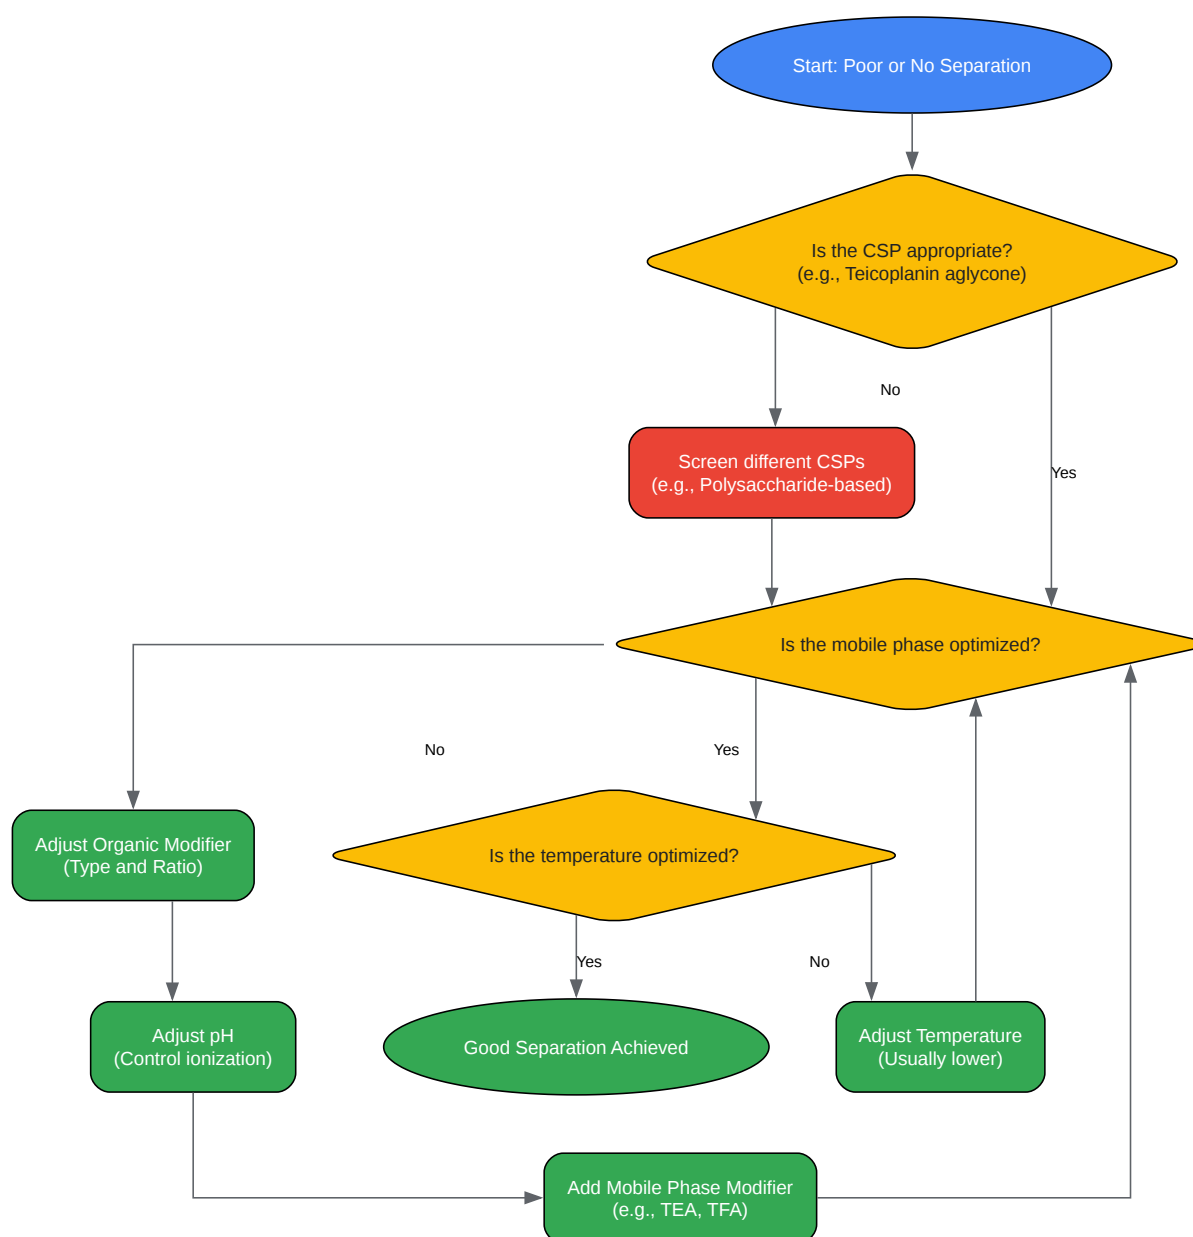 Start: Poor or No Separation
Is the CSP appropriate?
(e.g., Teicoplanin aglycone)
No
Screen different CSPs
(e.g., Polysaccharide-based)
Yes
Is the mobile phase optimized?
No
Yes
Adjust Organic Modifier
(Type and Ratio)
Is the temperature optimized?
Yes
No
Adjust pH
(Control ionization)
Good Separation Achieved
Adjust Temperature
(Usually lower)
Add Mobile Phase Modifier
(e.g., TEA, TFA)